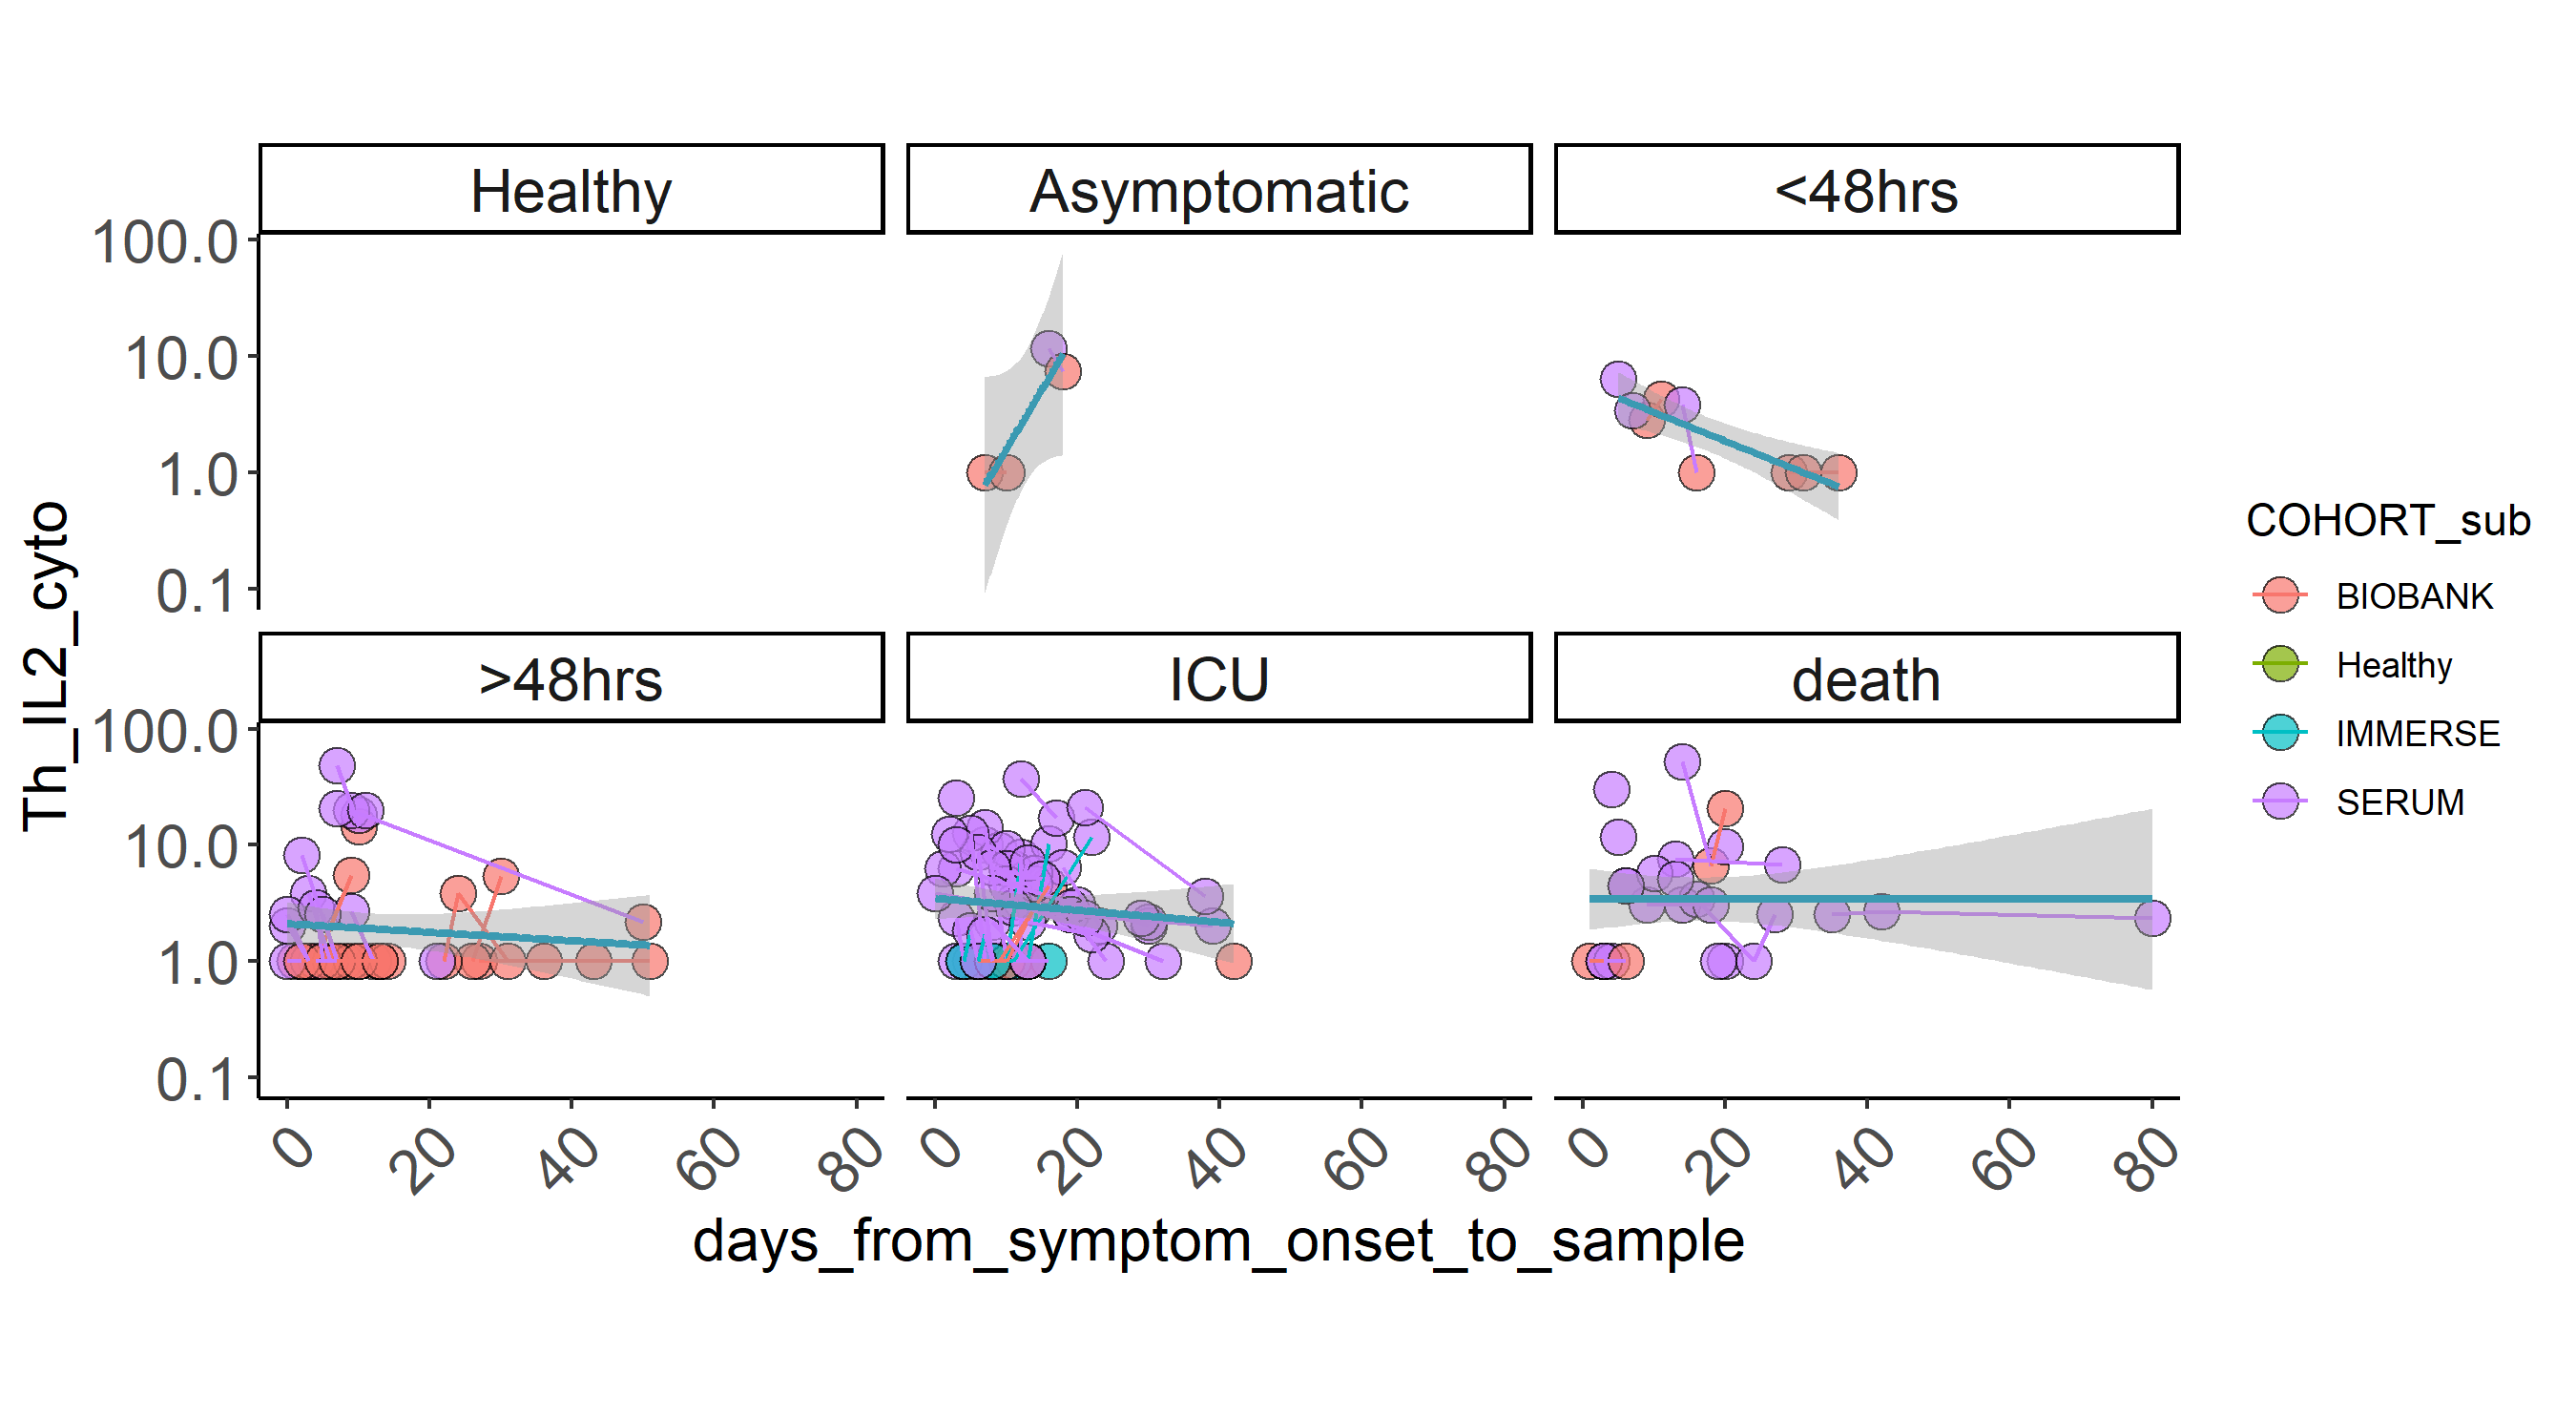 Healthy
Asymptomatic
<48hrs
100.0
10.0
1.0
0.1
>48hrs
ICU
death
100.0
10.0
1.0
0.1
0 20 40 60 80
0 20 40 60 80
0 20 40 60 80
days_from_symptom_onset_to_sample
Th_IL2_cyto
COHORT_sub
BIOBANK
Healthy
IMMERSE
SERUM